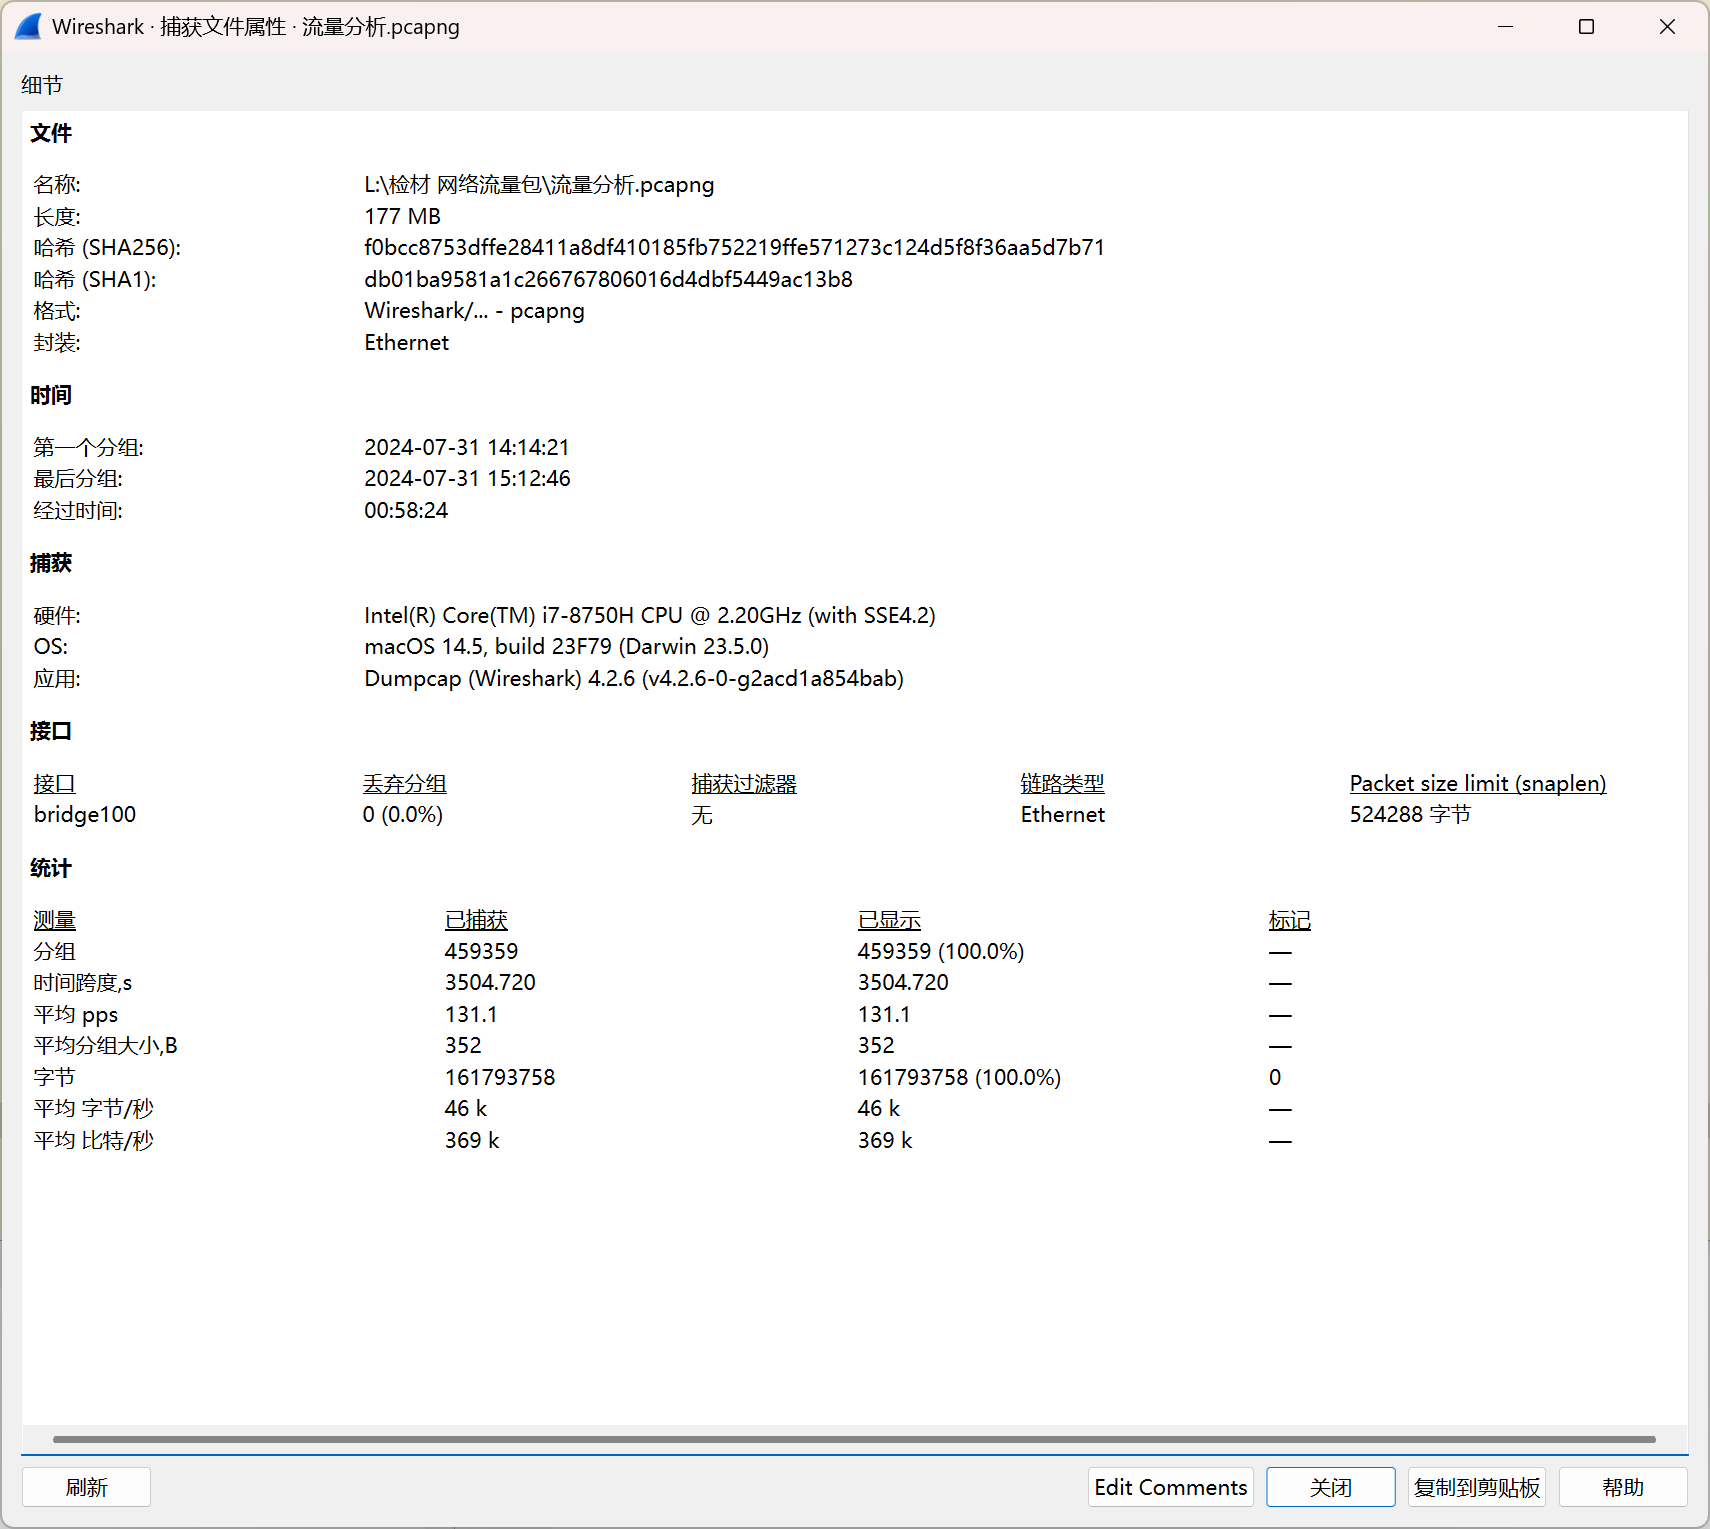 Wireshark · 捕获文件属性 · 流量分析.pcapng
细节
文件
名称: L:\检材 网络流量包\流量分析.pcapng
长度: 177 MB
哈希 (SHA256): f0bcc8753dffe28411a8df410185fb752219ffe571273c124d5f8f36aa5d7b71
哈希 (SHA1): db01ba9581a1c266767806016d4dbf5449ac13b8
格式: Wireshark/... - pcapng
封装: Ethernet
时间
第一个分组: 2024-07-31 14:14:21
最后分组: 2024-07-31 15:12:46
经过时间: 00:58:24
捕获
硬件: Intel(R) Core(TM) i7-8750H CPU @ 2.20GHz (with SSE4.2)
OS: macOS 14.5, build 23F79 (Darwin 23.5.0)
应用: Dumpcap (Wireshark) 4.2.6 (v4.2.6-0-g2acd1a854bab)
接口
接口 丢弃分组 捕获过滤器 链路类型 Packet size limit (snaplen)
bridge100 0 (0.0%) 无 Ethernet 524288 字节
统计
测量 已捕获 已显示 标记
分组 459359 459359 (100.0%) —
时间跨度,s 3504.720 3504.720 —
平均 pps 131.1 131.1 —
平均分组大小,B 352 352 —
字节 161793758 161793758 (100.0%) 0
平均 字节/秒 46 k 46 k —
平均 比特/秒 369 k 369 k —
刷新 Edit Comments 关闭 复制到剪贴板 帮助